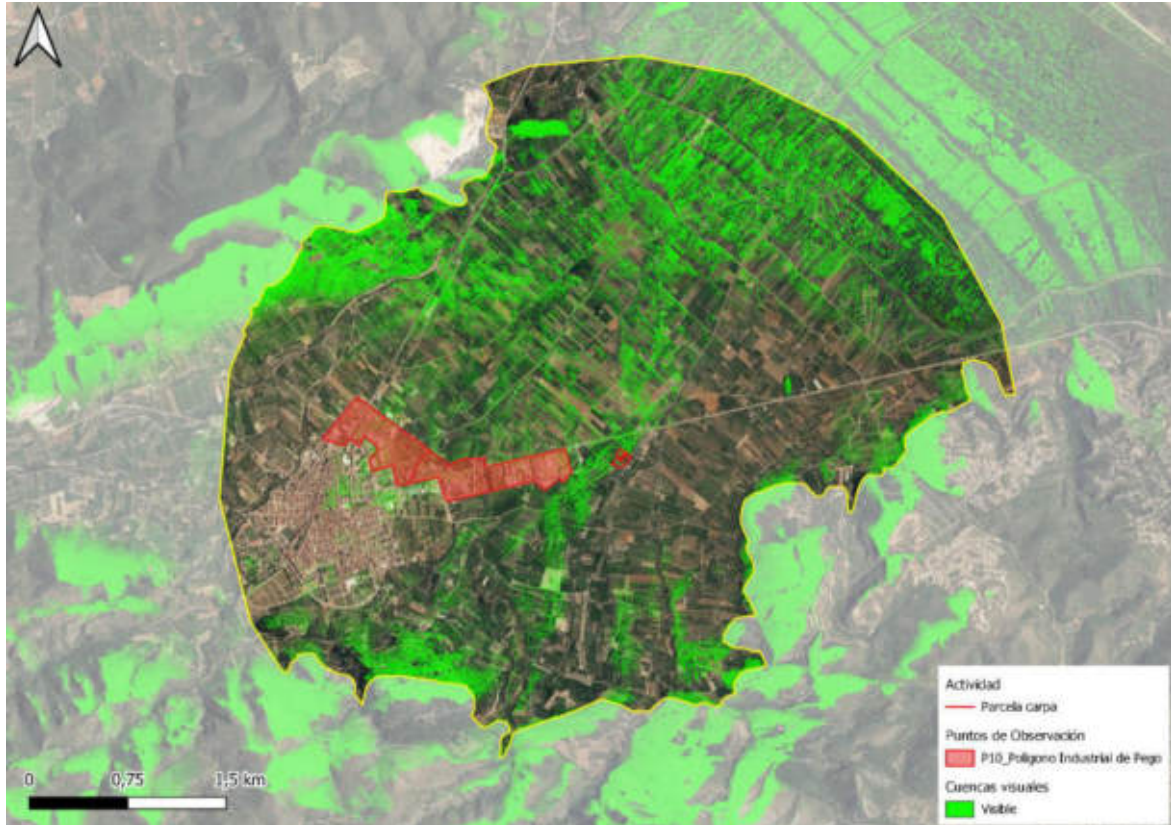 Actividad
Parcela carpa
Puntos de Observación
P10_Polígono Industrial de Pego
Cuencas visuales
Visible
0 0,75 1,5 km